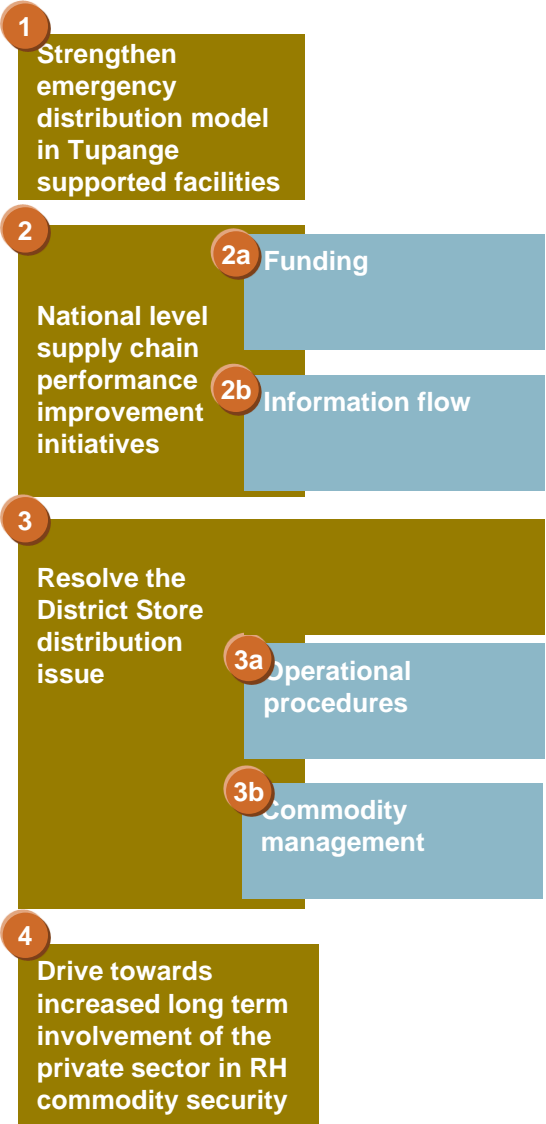 1
Strengthen
emergency
distribution model
in Tupange
supported facilities
2
National level
supply chain
performance
improvement
initiatives
2a
Funding
2b
Information flow
3
Resolve the
District Store
distribution
issue
3a
Operational
procedures
3b
Commodity
management
4
Drive towards
increased long term
involvement of the
private sector in RH
commodity security